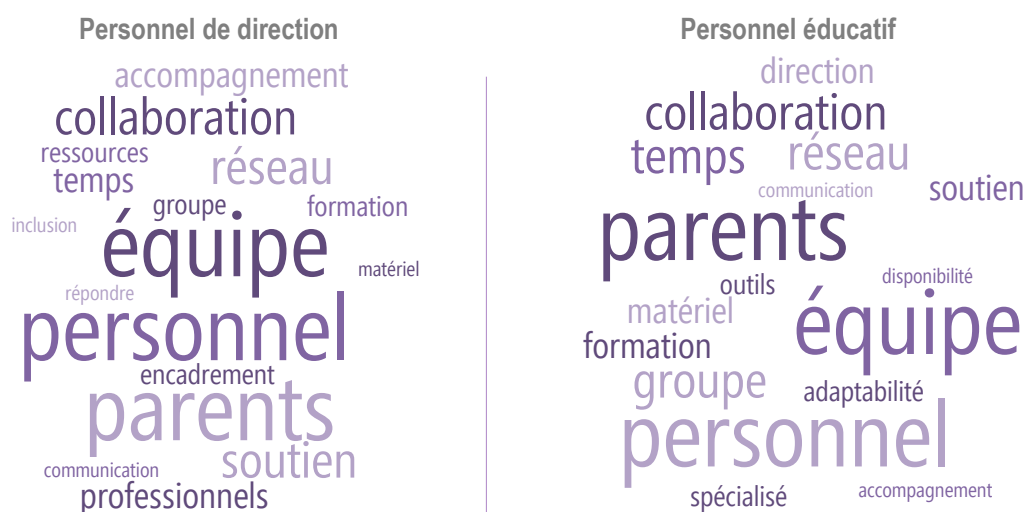 Personnel de direction
accompagnement
collaboration
ressources
réseau
temps
groupe
formation
inclusion
équipe
matériel
répondre
personnel
encadrement
parents
soutien
communication
professionnels
Personnel éducatif
direction
collaboration
temps
réseau
communication
soutien
parents
disponibilité
outils
matériel
équipe
formation
groupe
adaptabilité
personnel
spécialisé
accompagnement